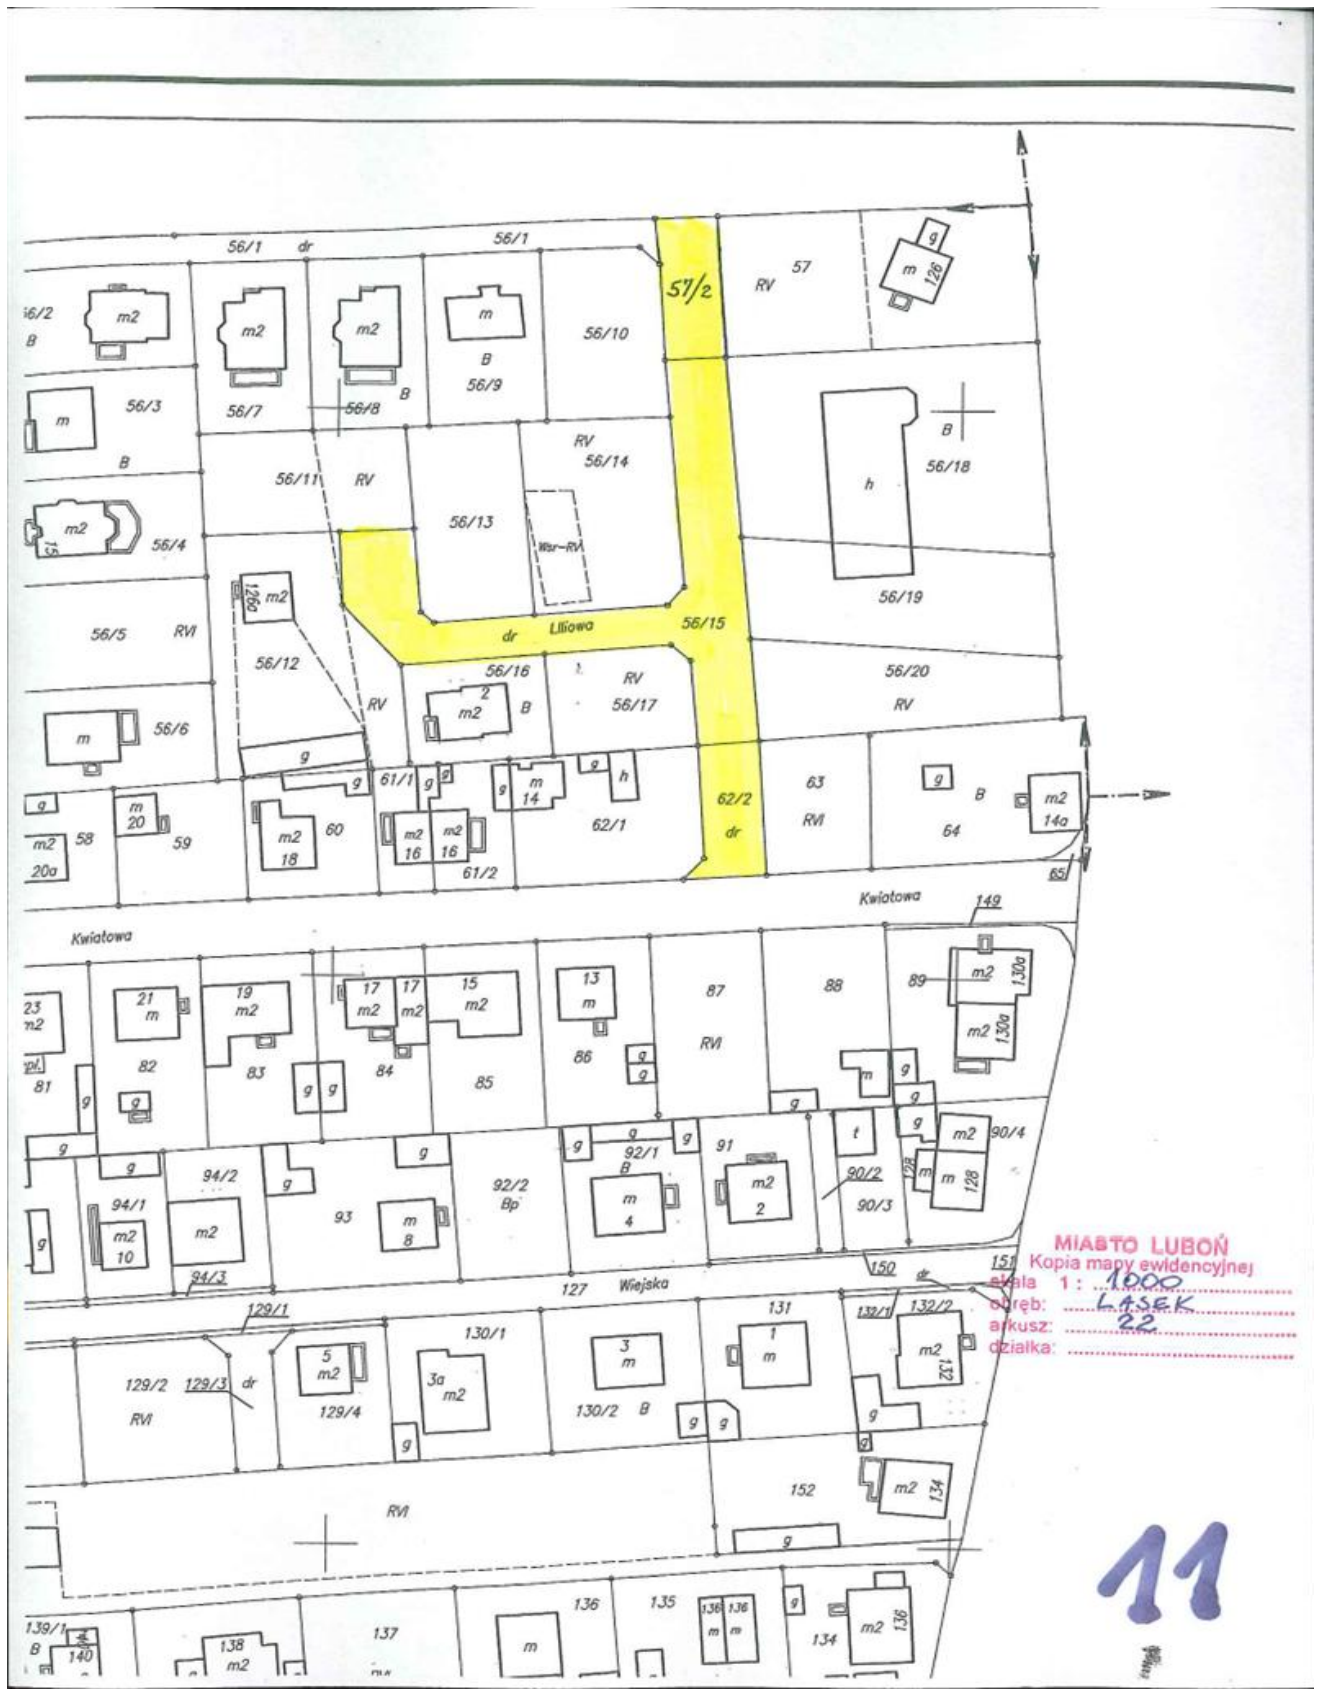 56/1 dr 56/1
57/2
57
RV
g
m
126
56/2
B
m2
m2
m2
m
B
56/9
56/10
56/3
m
B
56/7
56/8
B
RV
56/14
56/11
RV
B
56/18
h
m2
15
56/4
56/13
Wsr-RV
126a
m2
56/19
56/5
RVI
dr
Liliowa
56/15
56/12
56/16
RV
56/17
56/20
RV
RV
2
m2
B
m
56/6
g
g
61/1
g
g
g
m
14
g
h
62/2
dr
63
RVI
g
B
m2
14a
64
g
58
m
20
59
m2
20a
m2
18
60
m2
16
m2
16
61/2
62/1
65
Kwiatowa
149
Kwiatowa
23
m2
81
21
m
82
g
g
19
m2
83
17
m2
17
m2
84
g
g
15
m2
85
13
m
86
g
g
87
RVI
88
89
m2
130a
m2
130a
m
g
g
g
g
g
g
g
94/2
94/1
m2
10
g
m2
94/3
g
93
g
m
8
92/2
Bp
g
g
g
92/1
B
m
4
91
m2
2
t
90/2
90/3
128
m
m2
m
128
90/4
150
151
dr
127
Wiejska
MIASTO LUBOŃ
Kopia mapy ewidencyjnej
skala 1 : 1000
obręb: LASEK
arkusz: 22
działka:
129/1
129/2
RVI
129/3
dr
5
m2
129/4
130/1
3a
m2
g
3
m
130/2 B
g
g
131
1
m
132/1
132/2
m2
132
g
g
152
m2
134
g
RVI
11
139/1
B
140
138
m2
137
136
m
135
136
m
136
m
g
134
m2
136